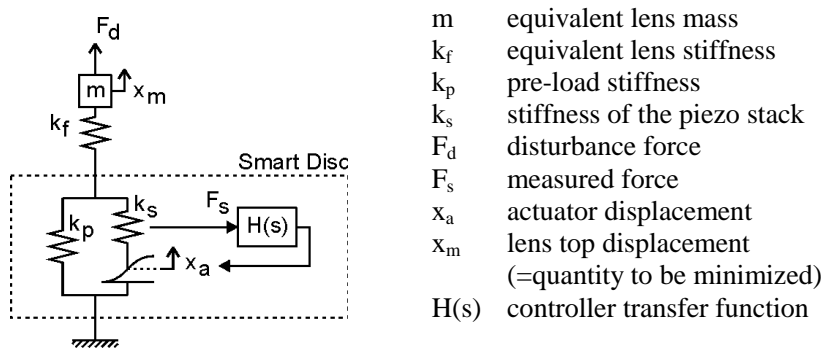 F_d
m
x_m
k_f
Smart Disc
k_p
k_s
F_s
H(s)
x_a
m equivalent lens mass
k_f equivalent lens stiffness
k_p pre-load stiffness
k_s stiffness of the piezo stack
F_d disturbance force
F_s measured force
x_a actuator displacement
x_m lens top displacement
(=quantity to be minimized)
H(s) controller transfer function